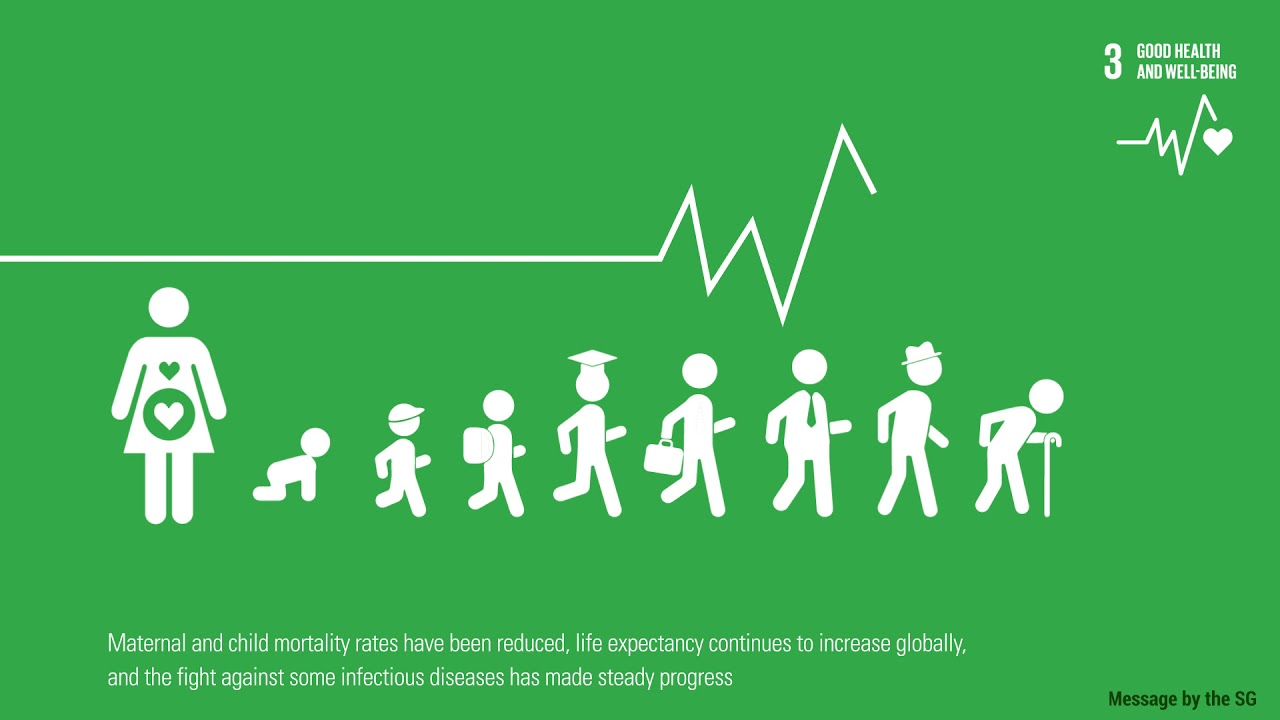 3 GOOD HEALTH
AND WELL-BEING
Maternal and child mortality rates have been reduced, life expectancy continues to increase globally,
and the fight against some infectious diseases has made steady progress
Message by the SG